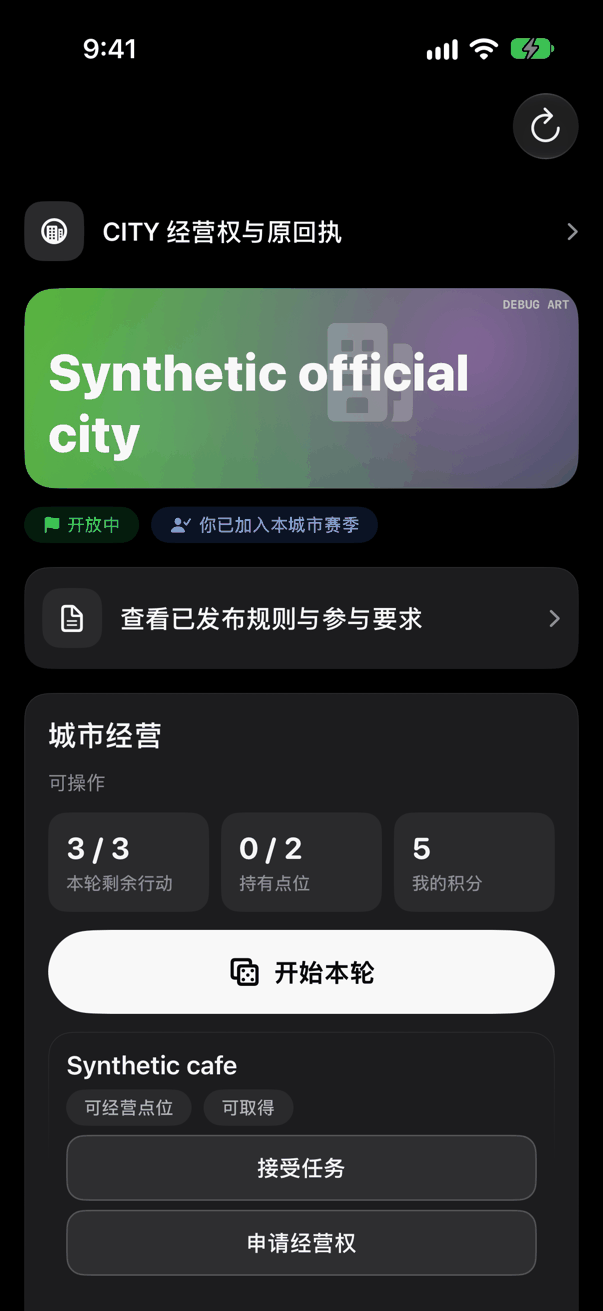 9:41
CITY 经营权与原回执
DEBUG ART
Synthetic official
city
开放中
你已加入本城市赛季
查看已发布规则与参与要求
城市经营
可操作
3 / 3
本轮剩余行动
0 / 2
持有点位
5
我的积分
开始本轮
Synthetic cafe
可经营点位
可取得
接受任务
申请经营权